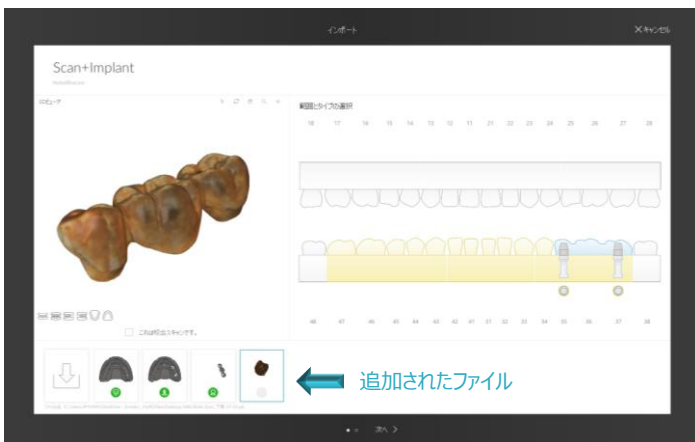 インポート
✕ キャンセル
Scan+Implant
3Dビューア
範囲とタイプの選択
18 17 16 15 14 13 12 11 21 22 23 24 25 26 27 28
48 47 46 45 44 43 42 41 31 32 33 34 35 36 37 38
これは咬合スキャンです。
追加されたファイル
次へ >